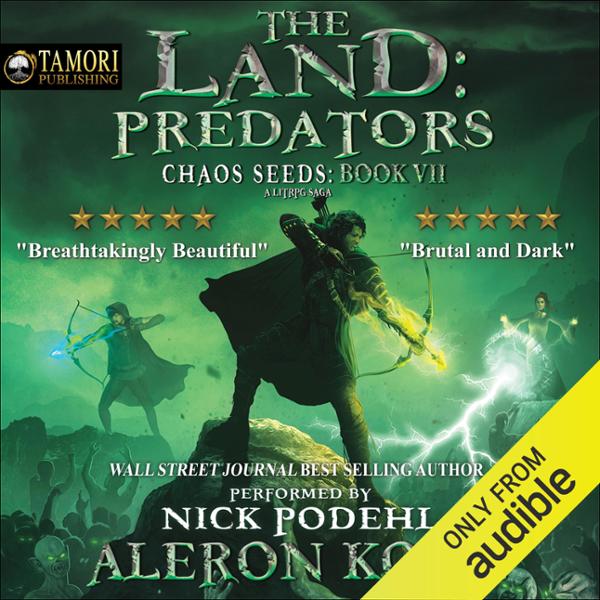 TAMORI
PUBLISHING
THE
LAND:
PREDATORS
CHAOS SEEDS: BOOK VII
A LITRPG SAGA
"Breathtakingly Beautiful"
"Brutal and Dark"
WALL STREET JOURNAL BEST SELLING AUTHOR
PERFORMED BY
NICK PODEHL
ALERON
ONLY FROM
audible